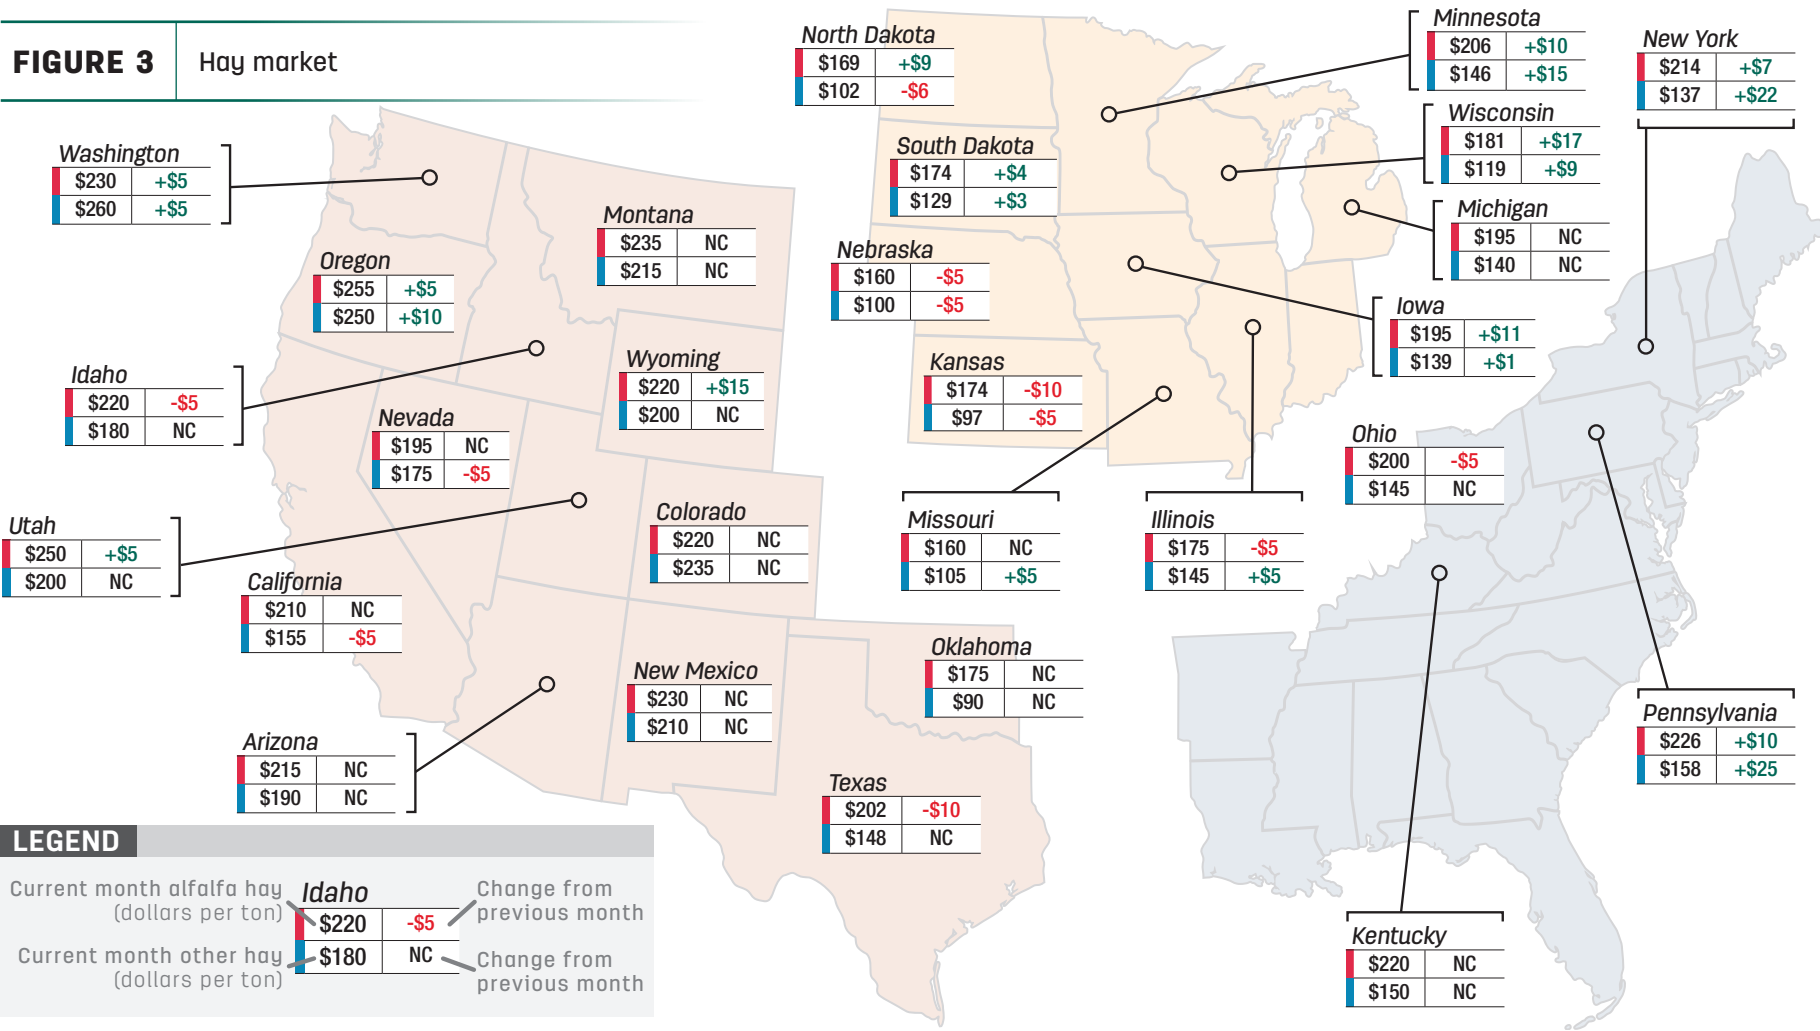 FIGURE 3
Hay market
Washington
$230 +$5
$260 +$5
Oregon
$255 +$5
$250 +$10
Montana
$235 NC
$215 NC
Idaho
$220 -$5
$180 NC
Wyoming
$220 +$15
$200 NC
Nevada
$195 NC
$175 -$5
Utah
$250 +$5
$200 NC
Colorado
$220 NC
$235 NC
California
$210 NC
$155 -$5
New Mexico
$230 NC
$210 NC
Arizona
$215 NC
$190 NC
Oklahoma
$175 NC
$90 NC
Texas
$202 -$10
$148 NC
North Dakota
$169 +$9
$102 -$6
South Dakota
$174 +$4
$129 +$3
Nebraska
$160 -$5
$100 -$5
Kansas
$174 -$10
$97 -$5
Minnesota
$206 +$10
$146 +$15
Wisconsin
$181 +$17
$119 +$9
Michigan
$195 NC
$140 NC
Iowa
$195 +$11
$139 +$1
Missouri
$160 NC
$105 +$5
Illinois
$175 -$5
$145 +$5
New York
$214 +$7
$137 +$22
Ohio
$200 -$5
$145 NC
Pennsylvania
$226 +$10
$158 +$25
Kentucky
$220 NC
$150 NC
LEGEND
Current month alfalfa hay
(dollars per ton)
Current month other hay
(dollars per ton)
Idaho
$220 -$5
$180 NC
Change from
previous month
Change from
previous month